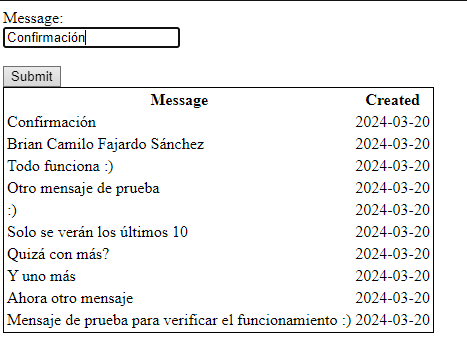 Message:
Confirmación
Submit
Message Created
Confirmación 2024-03-20
Brian Camilo Fajardo Sánchez 2024-03-20
Todo funciona :) 2024-03-20
Otro mensaje de prueba 2024-03-20
:) 2024-03-20
Solo se verán los últimos 10 2024-03-20
Quizá con más? 2024-03-20
Y uno más 2024-03-20
Ahora otro mensaje 2024-03-20
Mensaje de prueba para verificar el funcionamiento :) 2024-03-20